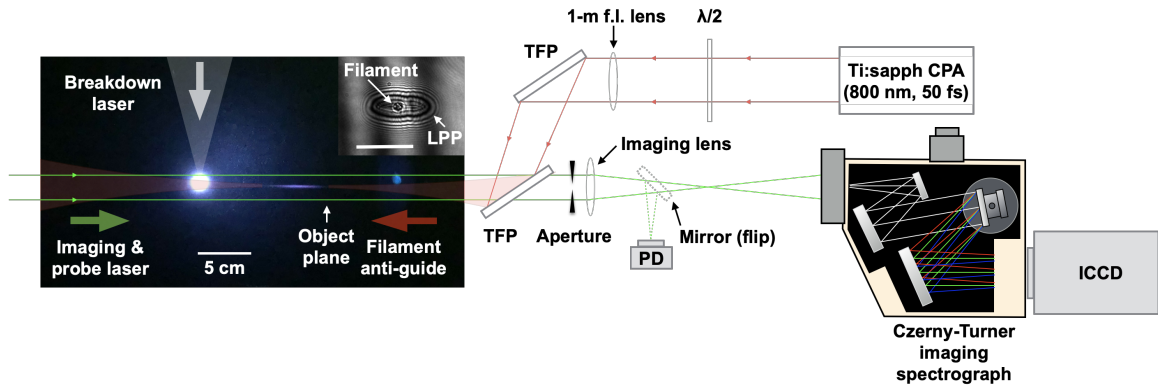 1-m f.l. lens
λ/2
TFP
Ti:sapph CPA
(800 nm, 50 fs)
Breakdown
laser
Filament
LPP
Imaging lens
Imaging &
probe laser
5 cm
Object
plane
Filament
anti-guide
TFP
Aperture
Mirror (flip)
PD
ICCD
Czerny-Turner
imaging
spectrograph